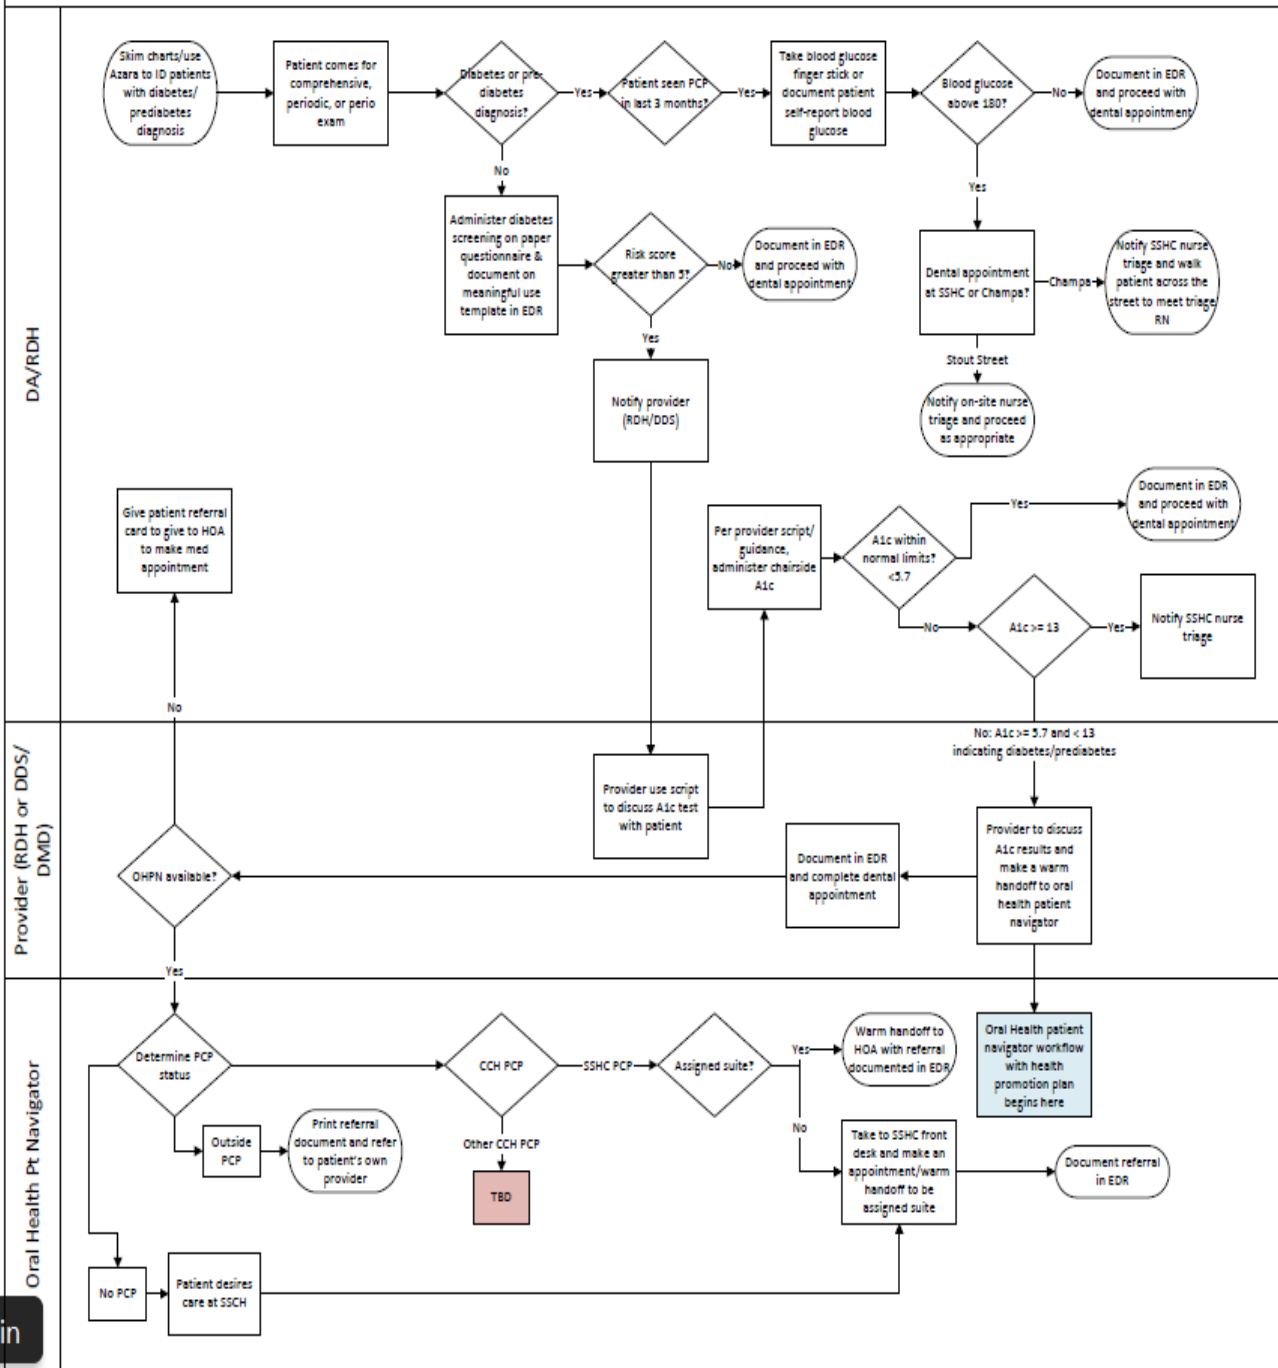 DA/RDH
Skim charts/use
Azara to ID patients
with diabetes/
prediabetes
diagnosis
Patient comes for
comprehensive,
periodic, or perio
exam
Diabetes or pre-
diabetes
diagnosis?
Yes
Patient seen PCP
in last 3 months?
Yes
Take blood glucose
finger stick or
document patient
self-report blood
glucose
Blood glucose
above 180?
No
Document in EDR
and proceed with
dental appointment
No
Yes
Administer diabetes
screening on paper
questionnaire &
document on
meaningful use
template in EDR
Risk score
greater than 5?
No
Document in EDR
and proceed with
dental appointment
Dental appointment
at SSHC or Champa?
Champa
Notify SSHC nurse
triage and walk
patient across the
street to meet triage
RN
Yes
Stout Street
Notify provider
(RDH/DDS)
Notify on-site nurse
triage and proceed
as appropriate
Give patient referral
card to give to HOA
to make med
appointment
Per provider script/
guidance,
administer chairside
A1c
A1c within
normal limits?
<5.7
Yes
Document in EDR
and proceed with
dental appointment
No
A1c >= 13
Yes
Notify SSHC nurse
triage
No
Provider (RDH or DDS/
DMD)
No: A1c >= 5.7 and < 13
indicating diabetes/prediabetes
Provider use script
to discuss A1c test
with patient
Provider to discuss
A1c results and
make a warm
handoff to oral
health patient
navigator
Document in EDR
and complete dental
appointment
OHPN available?
Yes
Oral Health Pt Navigator
Determine PCP
status
CCH PCP
SSHC PCP
Assigned suite?
Yes
Warm handoff to
HOA with referral
documented in EDR
Oral Health patient
navigator workflow
with health
promotion plan
begins here
Outside
PCP
Print referral
document and refer
to patient's own
provider
Other CCH PCP
TBD
No
Take to SSHC front
desk and make an
appointment/warm
handoff to be
assigned suite
Document referral
in EDR
No PCP
Patient desires
care at SSCH
in